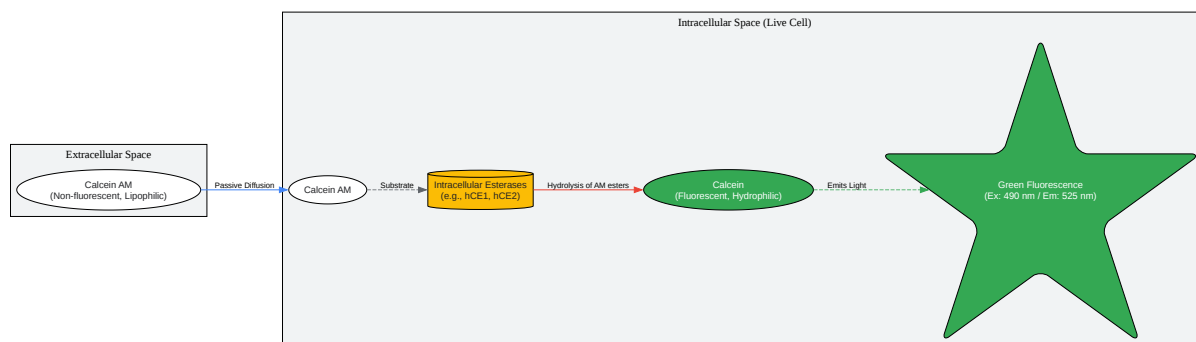 Intracellular Space (Live Cell)
Extracellular Space
Calcein AM
(Non-fluorescent, Lipophilic)
Passive Diffusion
Calcein AM
Substrate
Intracellular Esterases
(e.g., hCE1, hCE2)
Hydrolysis of AM esters
Calcein
(Fluorescent, Hydrophilic)
Emits Light
Green Fluorescence
(Ex: 490 nm / Em: 525 nm)